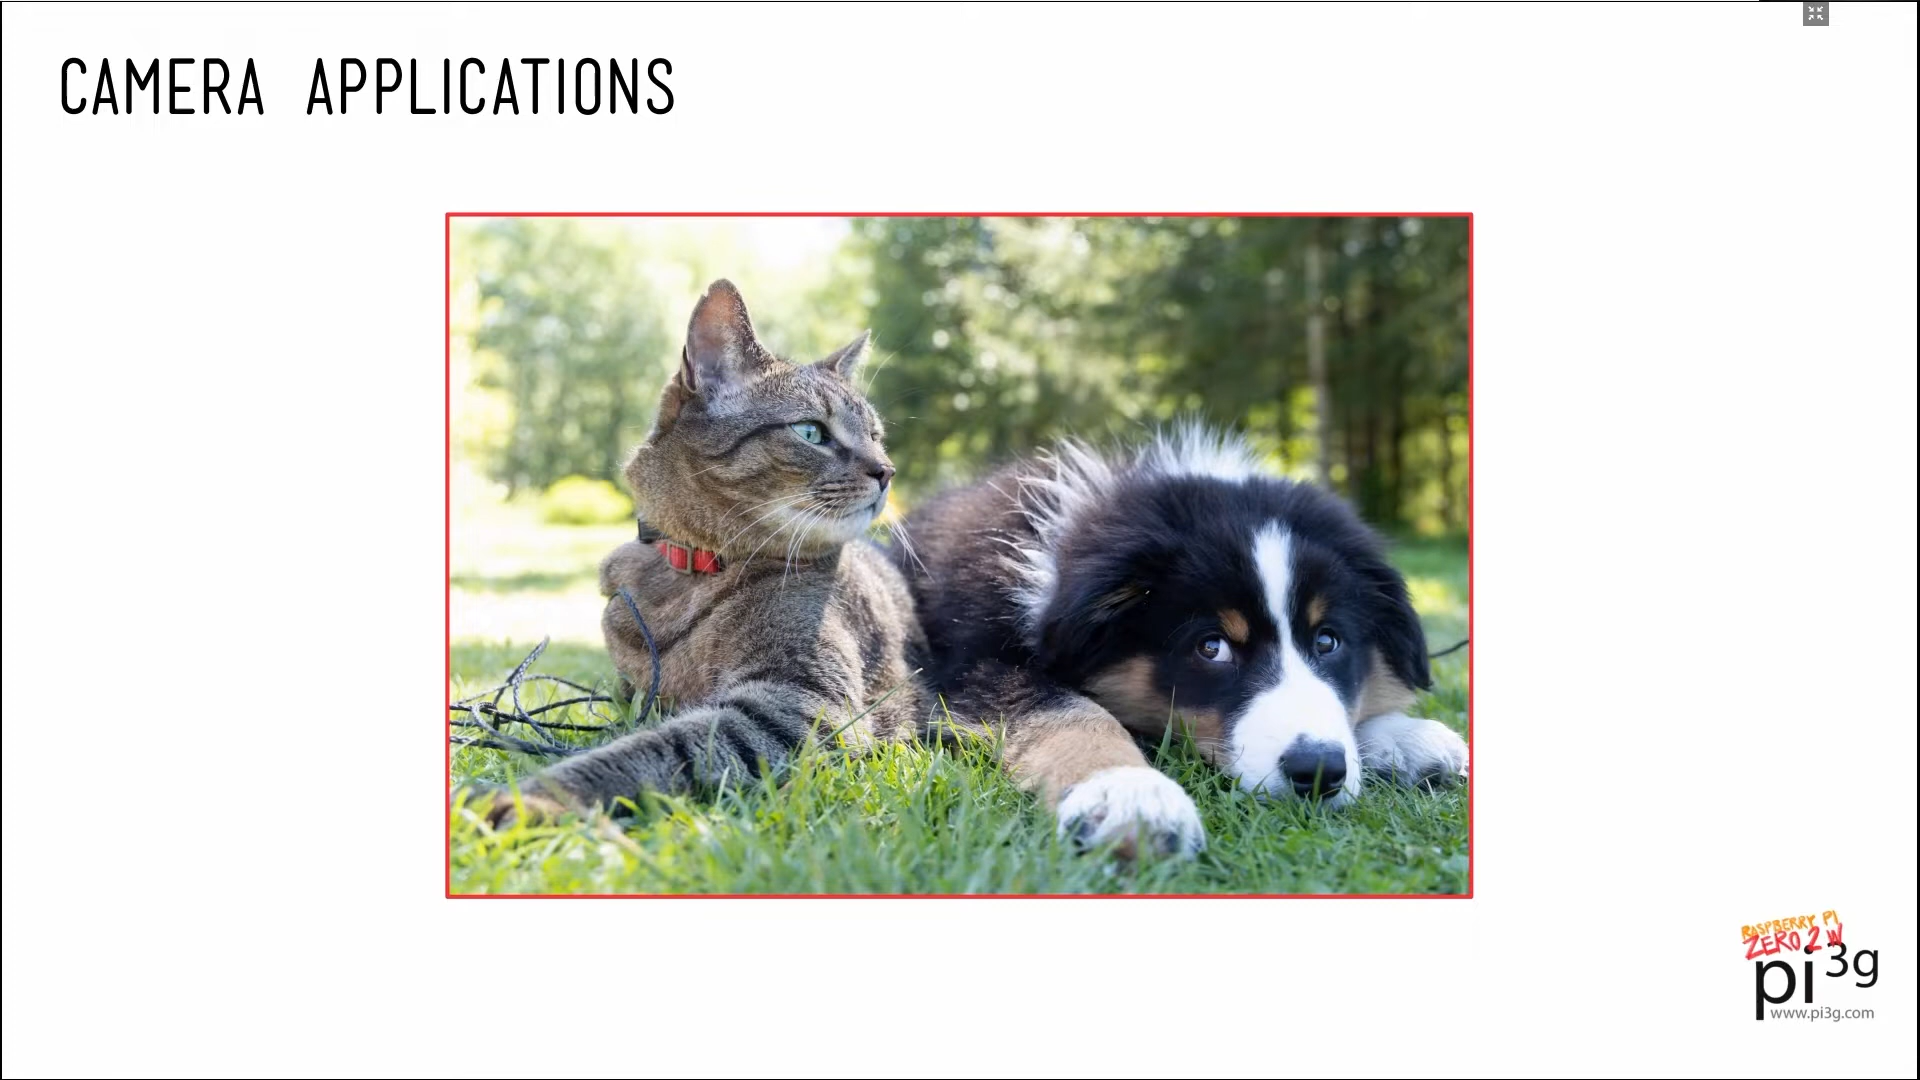 CAMERA APPLICATIONS
RASPBERRY PI
ZERO 2 W
pi3g
www.pi3g.com